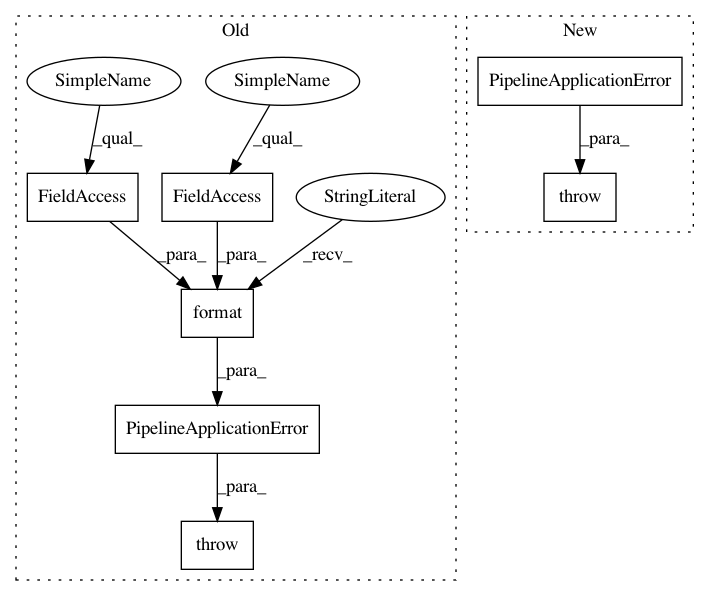 Old
New
SimpleName
SimpleName
PipelineApplicationError
_qual_
_qual_
_para_
FieldAccess
FieldAccess
StringLiteral
throw
_para_
_para_
_recv_
format
_para_
PipelineApplicationError
_para_
throw